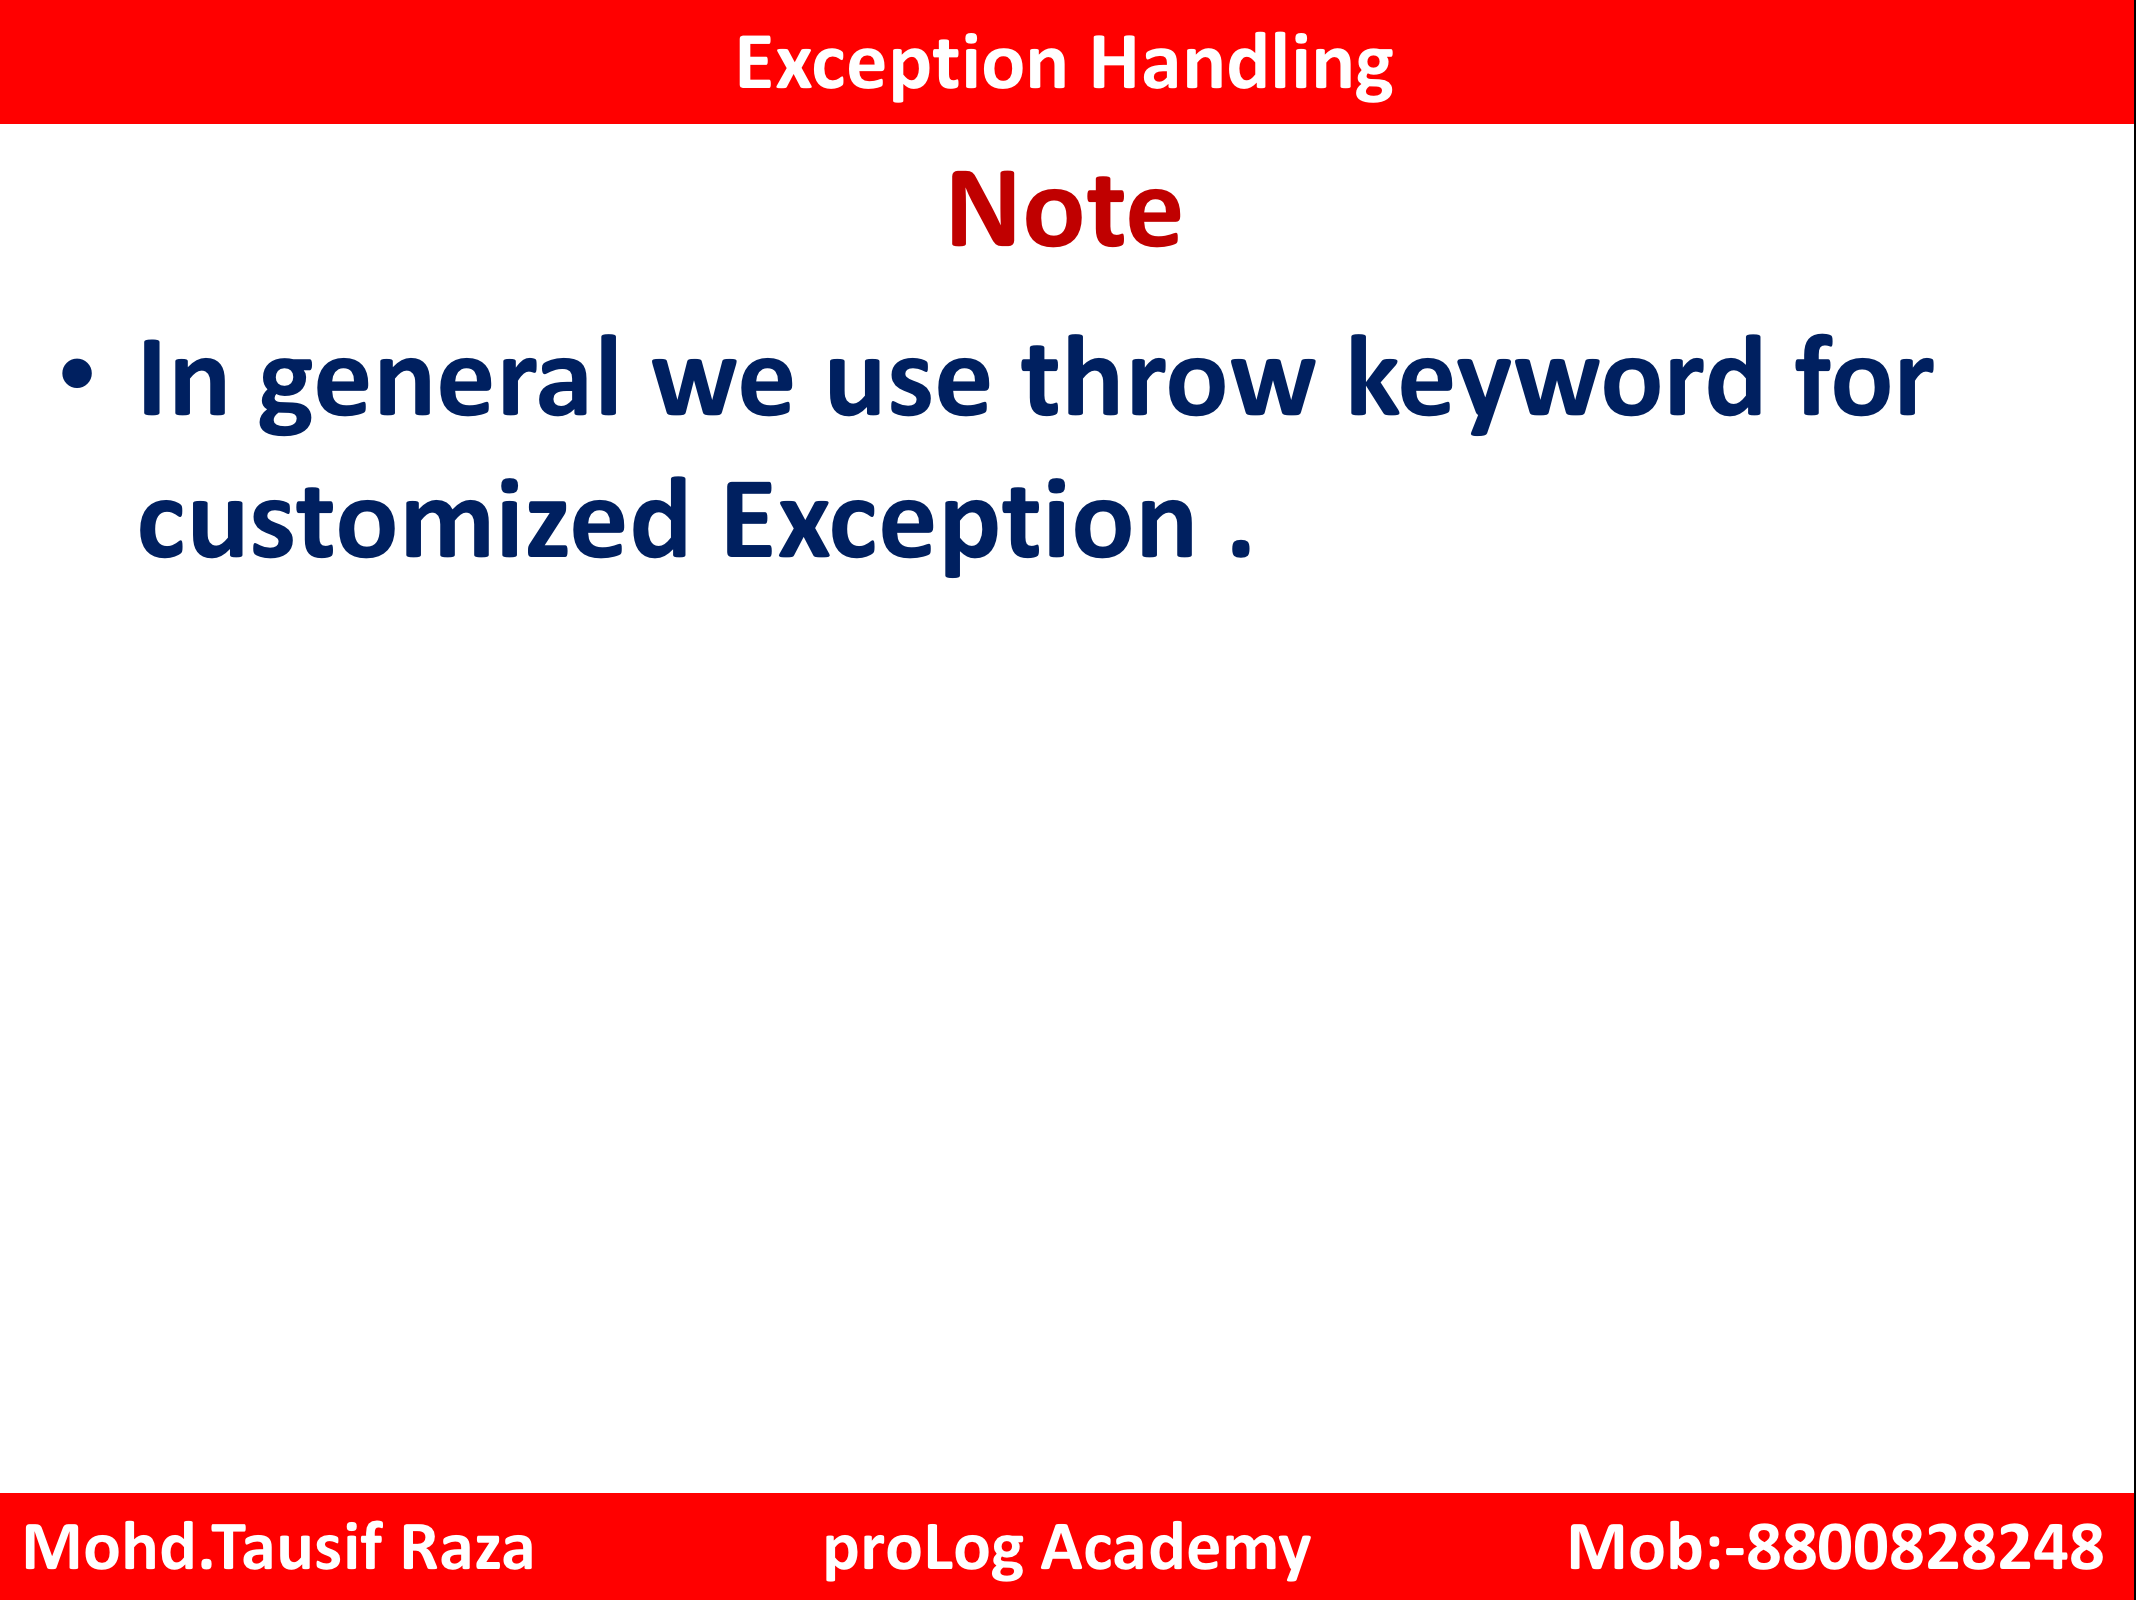 Exception Handling
Note
• In general we use throw keyword for
customized Exception .
Mohd.Tausif Raza proLog Academy Mob:-8800828248